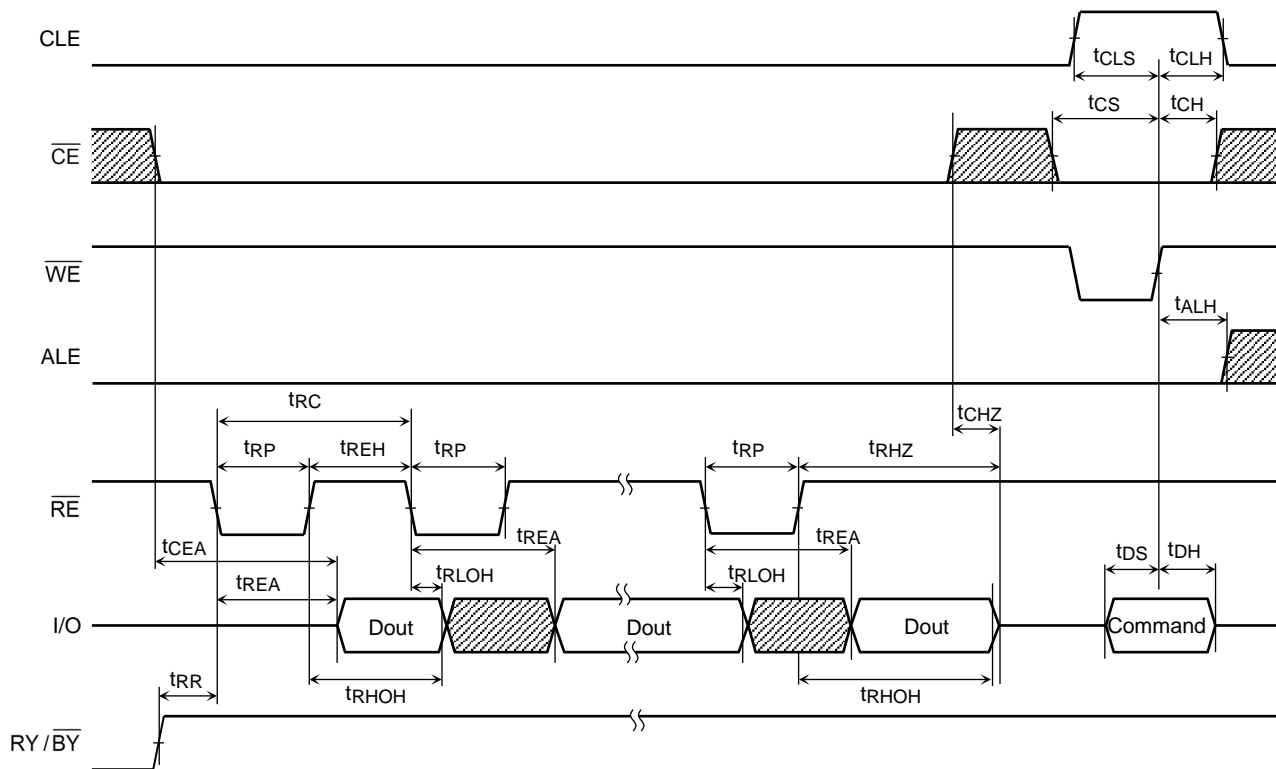 CLE
tCLS tCLH
tCS tCH
CE
WE
tALH
ALE
tRC
tCHZ
tRP tREH tRP tRP tRHZ
RE
tCEA tREA tREA
tREA tRLOH tRLOH tDS tDH
I/O Dout Dout Dout Command
tRR tRHOH tRHOH
RY/BY